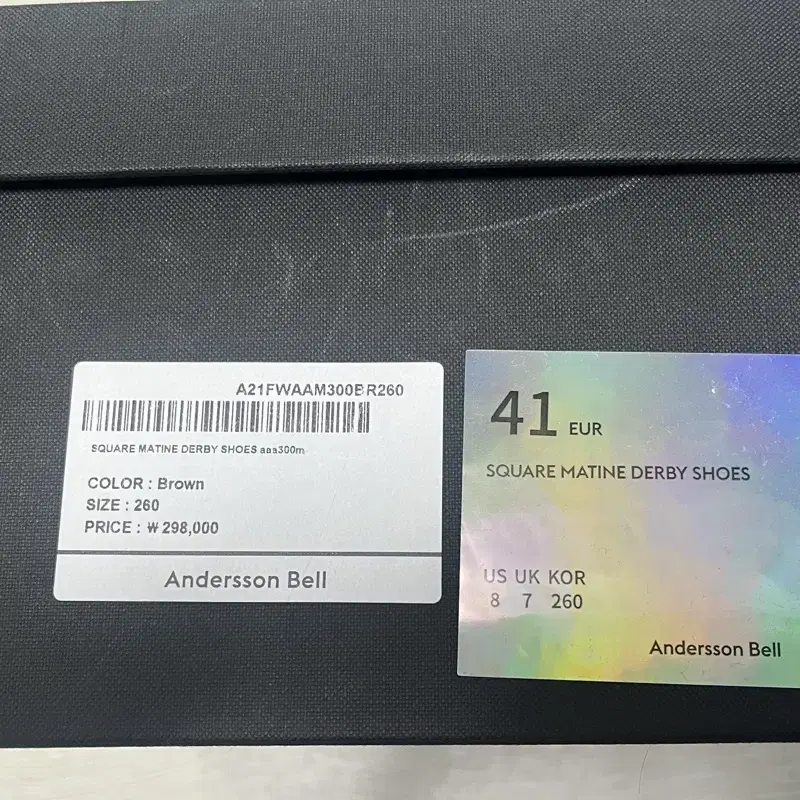 A21FWAAM300BR260
SQUARE MATINE DERBY SHOES aaa300m
COLOR : Brown
SIZE : 260
PRICE : ₩ 298,000
Andersson Bell
41 EUR
SQUARE MATINE DERBY SHOES
US UK KOR
8 7 260
Andersson Bell